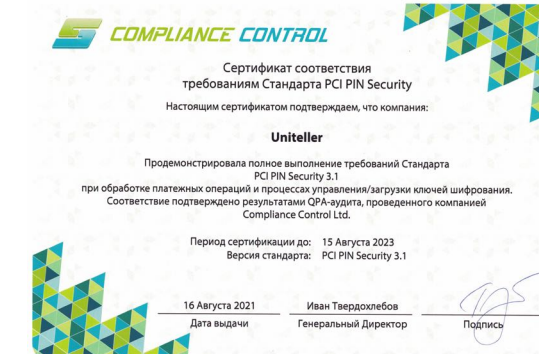 COMPLIANCE CONTROL
Сертификат соответствия
требованиям Стандарта PCI PIN Security
Настоящим сертификатом подтверждаем, что компания:
Uniteller
Продемонстрировала полное выполнение требований Стандарта
PCI PIN Security 3.1
при обработке платежных операций и процессах управления/загрузки ключей шифрования.
Соответствие подтверждено результатами QPA-аудита, проведенного компанией
Compliance Control Ltd.
Период сертификации до: 15 Августа 2023
Версия стандарта: PCI PIN Security 3.1
16 Августа 2021 Иван Твердохлебов
Дата выдачи Генеральный Директор Подпись